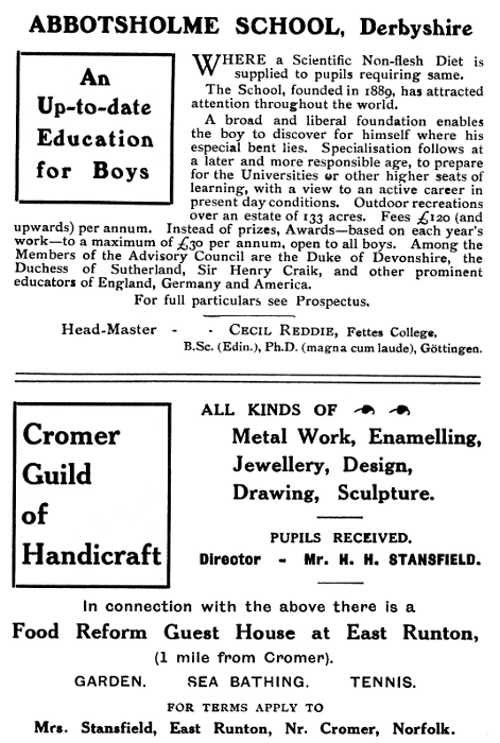 ABBOTSHOLME SCHOOL, Derbyshire
An
Up-to-date
Education
for Boys
WHERE a Scientific Non-flesh Diet is
supplied to pupils requiring same.
The School, founded in 1889, has attracted
attention throughout the world.
A broad and liberal foundation enables
the boy to discover for himself where his
especial bent lies. Specialisation follows at
a later and more responsible age, to prepare
for the Universities or other higher seats of
learning, with a view to an active career in
present day conditions. Outdoor recreations
over an estate of 133 acres. Fees £120 (and
upwards) per annum. Instead of prizes, Awards—based on each year's
work—to a maximum of £30 per annum, open to all boys. Among the
Members of the Advisory Council are the Duke of Devonshire, the
Duchess of Sutherland, Sir Henry Craik, and other prominent
educators of England, Germany and America.
For full particulars see Prospectus.
Head-Master - - CECIL REDDIE, Fettes College,
B.Sc. (Edin.), Ph.D. (magna cum laude), Göttingen.
Cromer
Guild
of
Handicraft
ALL KINDS OF
Metal Work, Enamelling,
Jewellery, Design,
Drawing, Sculpture.
PUPILS RECEIVED.
Director - Mr. H. H. STANSFIELD.
In connection with the above there is a
Food Reform Guest House at East Runton,
(1 mile from Cromer).
GARDEN. SEA BATHING. TENNIS.
FOR TERMS APPLY TO
Mrs. Stansfield, East Runton, Nr. Cromer, Norfolk.